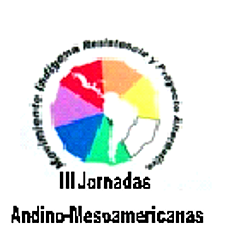 Movimiento Indígena Resistencia y Proyecto Alternativo
III Jornadas
Andino-Mesoamericanas